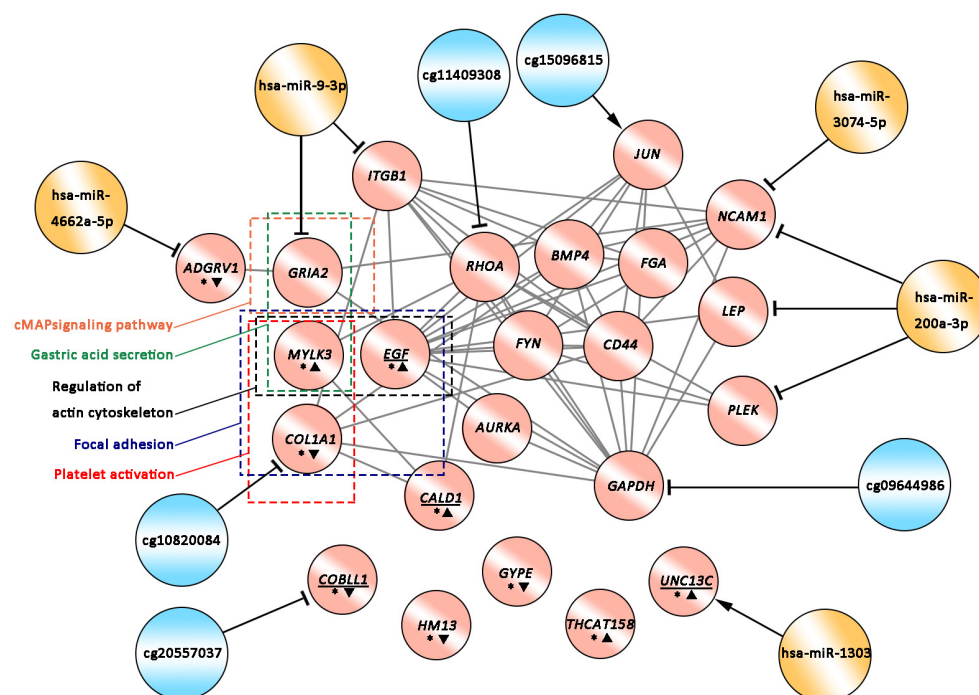 cg15096815
cg11409308
hsa-miR-9-3p
hsa-miR-
3074-5p
JUN
ITGB1
hsa-miR-
4662a-5p
NCAM1
ADGRV1
* ▼
GRIA2
RHOA
BMP4
FGA
hsa-miR-
200a-3p
LEP
cMAPsignaling pathway
Gastric acid secretion
MYLK3
* ▲
EGF
* ▲
FYN
CD44
Regulation of
actin cytoskeleton
PLEK
AURKA
Focal adhesion
COL1A1
* ▼
Platelet activation
GAPDH
cg09644986
CALD1
* ▲
cg10820084
COBLL1
* ▼
GYPE
* ▼
UNC13C
* ▲
HM13
* ▼
THCAT158
* ▲
cg20557037
hsa-miR-1303